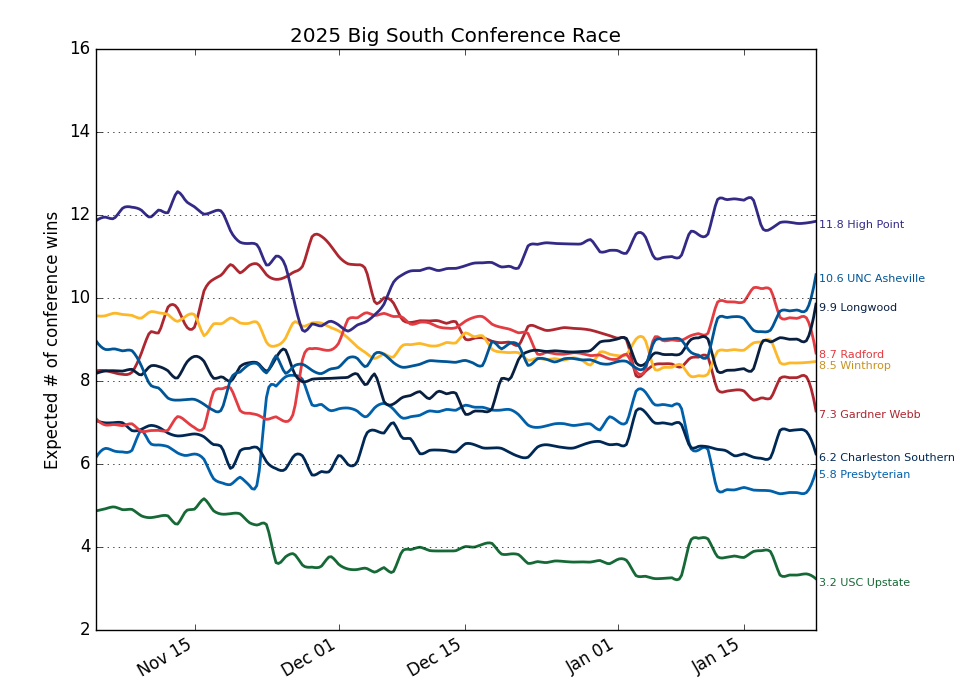 2025 Big South Conference Race
Expected # of conference wins
16
14
12
10
8
6
4
2
11.8 High Point
10.6 UNC Asheville
9.9 Longwood
8.7 Radford
8.5 Winthrop
7.3 Gardner Webb
6.2 Charleston Southern
5.8 Presbyterian
3.2 USC Upstate
Nov 15
Dec 01
Dec 15
Jan 01
Jan 15